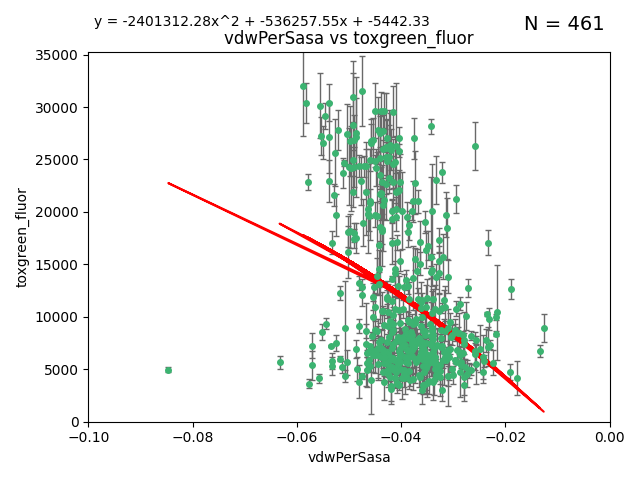 y = -2401312.28x^2 + -536257.55x + -5442.33
N = 461
vdwPerSasa vs toxgreen_fluor
35000
30000
25000
20000
15000
10000
5000
0
toxgreen_fluor
−0.10
−0.08
−0.06
−0.04
−0.02
0.00
vdwPerSasa